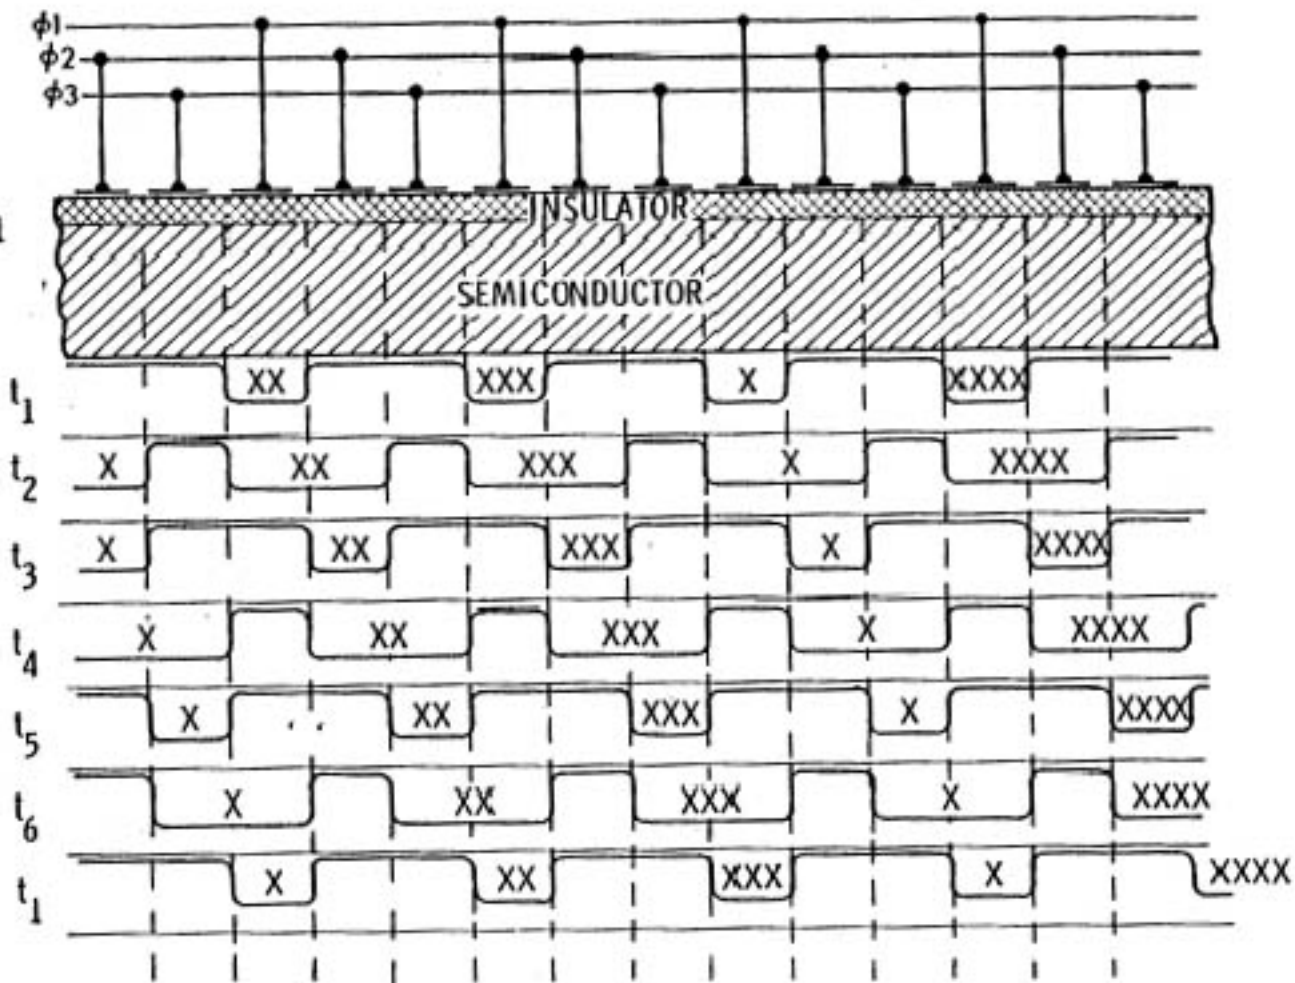 ϕ1
ϕ2
ϕ3
INSULATOR
SEMICONDUCTOR
t1 XX XXX X XXXX
t2 X XX XXX X XXXX
t3 X XX XXX X XXXX
t4 X XX XXX X XXXX
t5 X XX XXX X XXXX
t6 X XX XXX X XXXX
t1 X XX XXX X XXXX